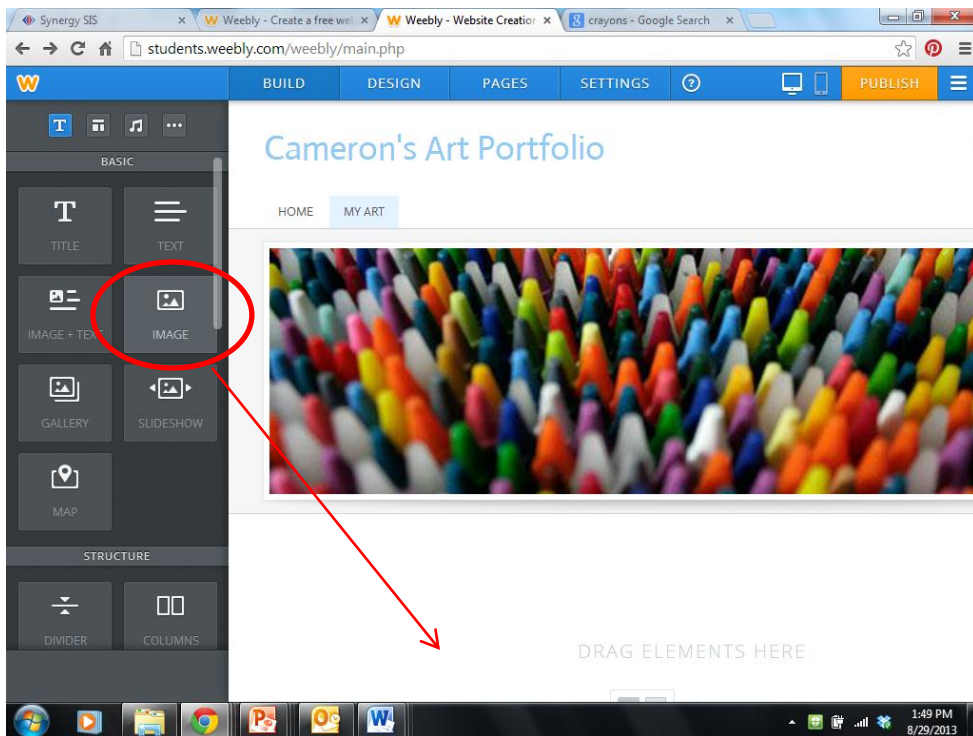 Synergy SIS
Weebly - Create a free wel
Weebly - Website Creation
crayons - Google Search
students.weebly.com/weebly/main.php
BUILD
DESIGN
PAGES
SETTINGS
?
PUBLISH
T
BASIC
T
TITLE
TEXT
IMAGE + TEXT
IMAGE
GALLERY
SLIDESHOW
MAP
STRUCTURE
DIVIDER
COLUMNS
Cameron's Art Portfolio
HOME
MY ART
DRAG ELEMENTS HERE
1:49 PM
8/29/2013